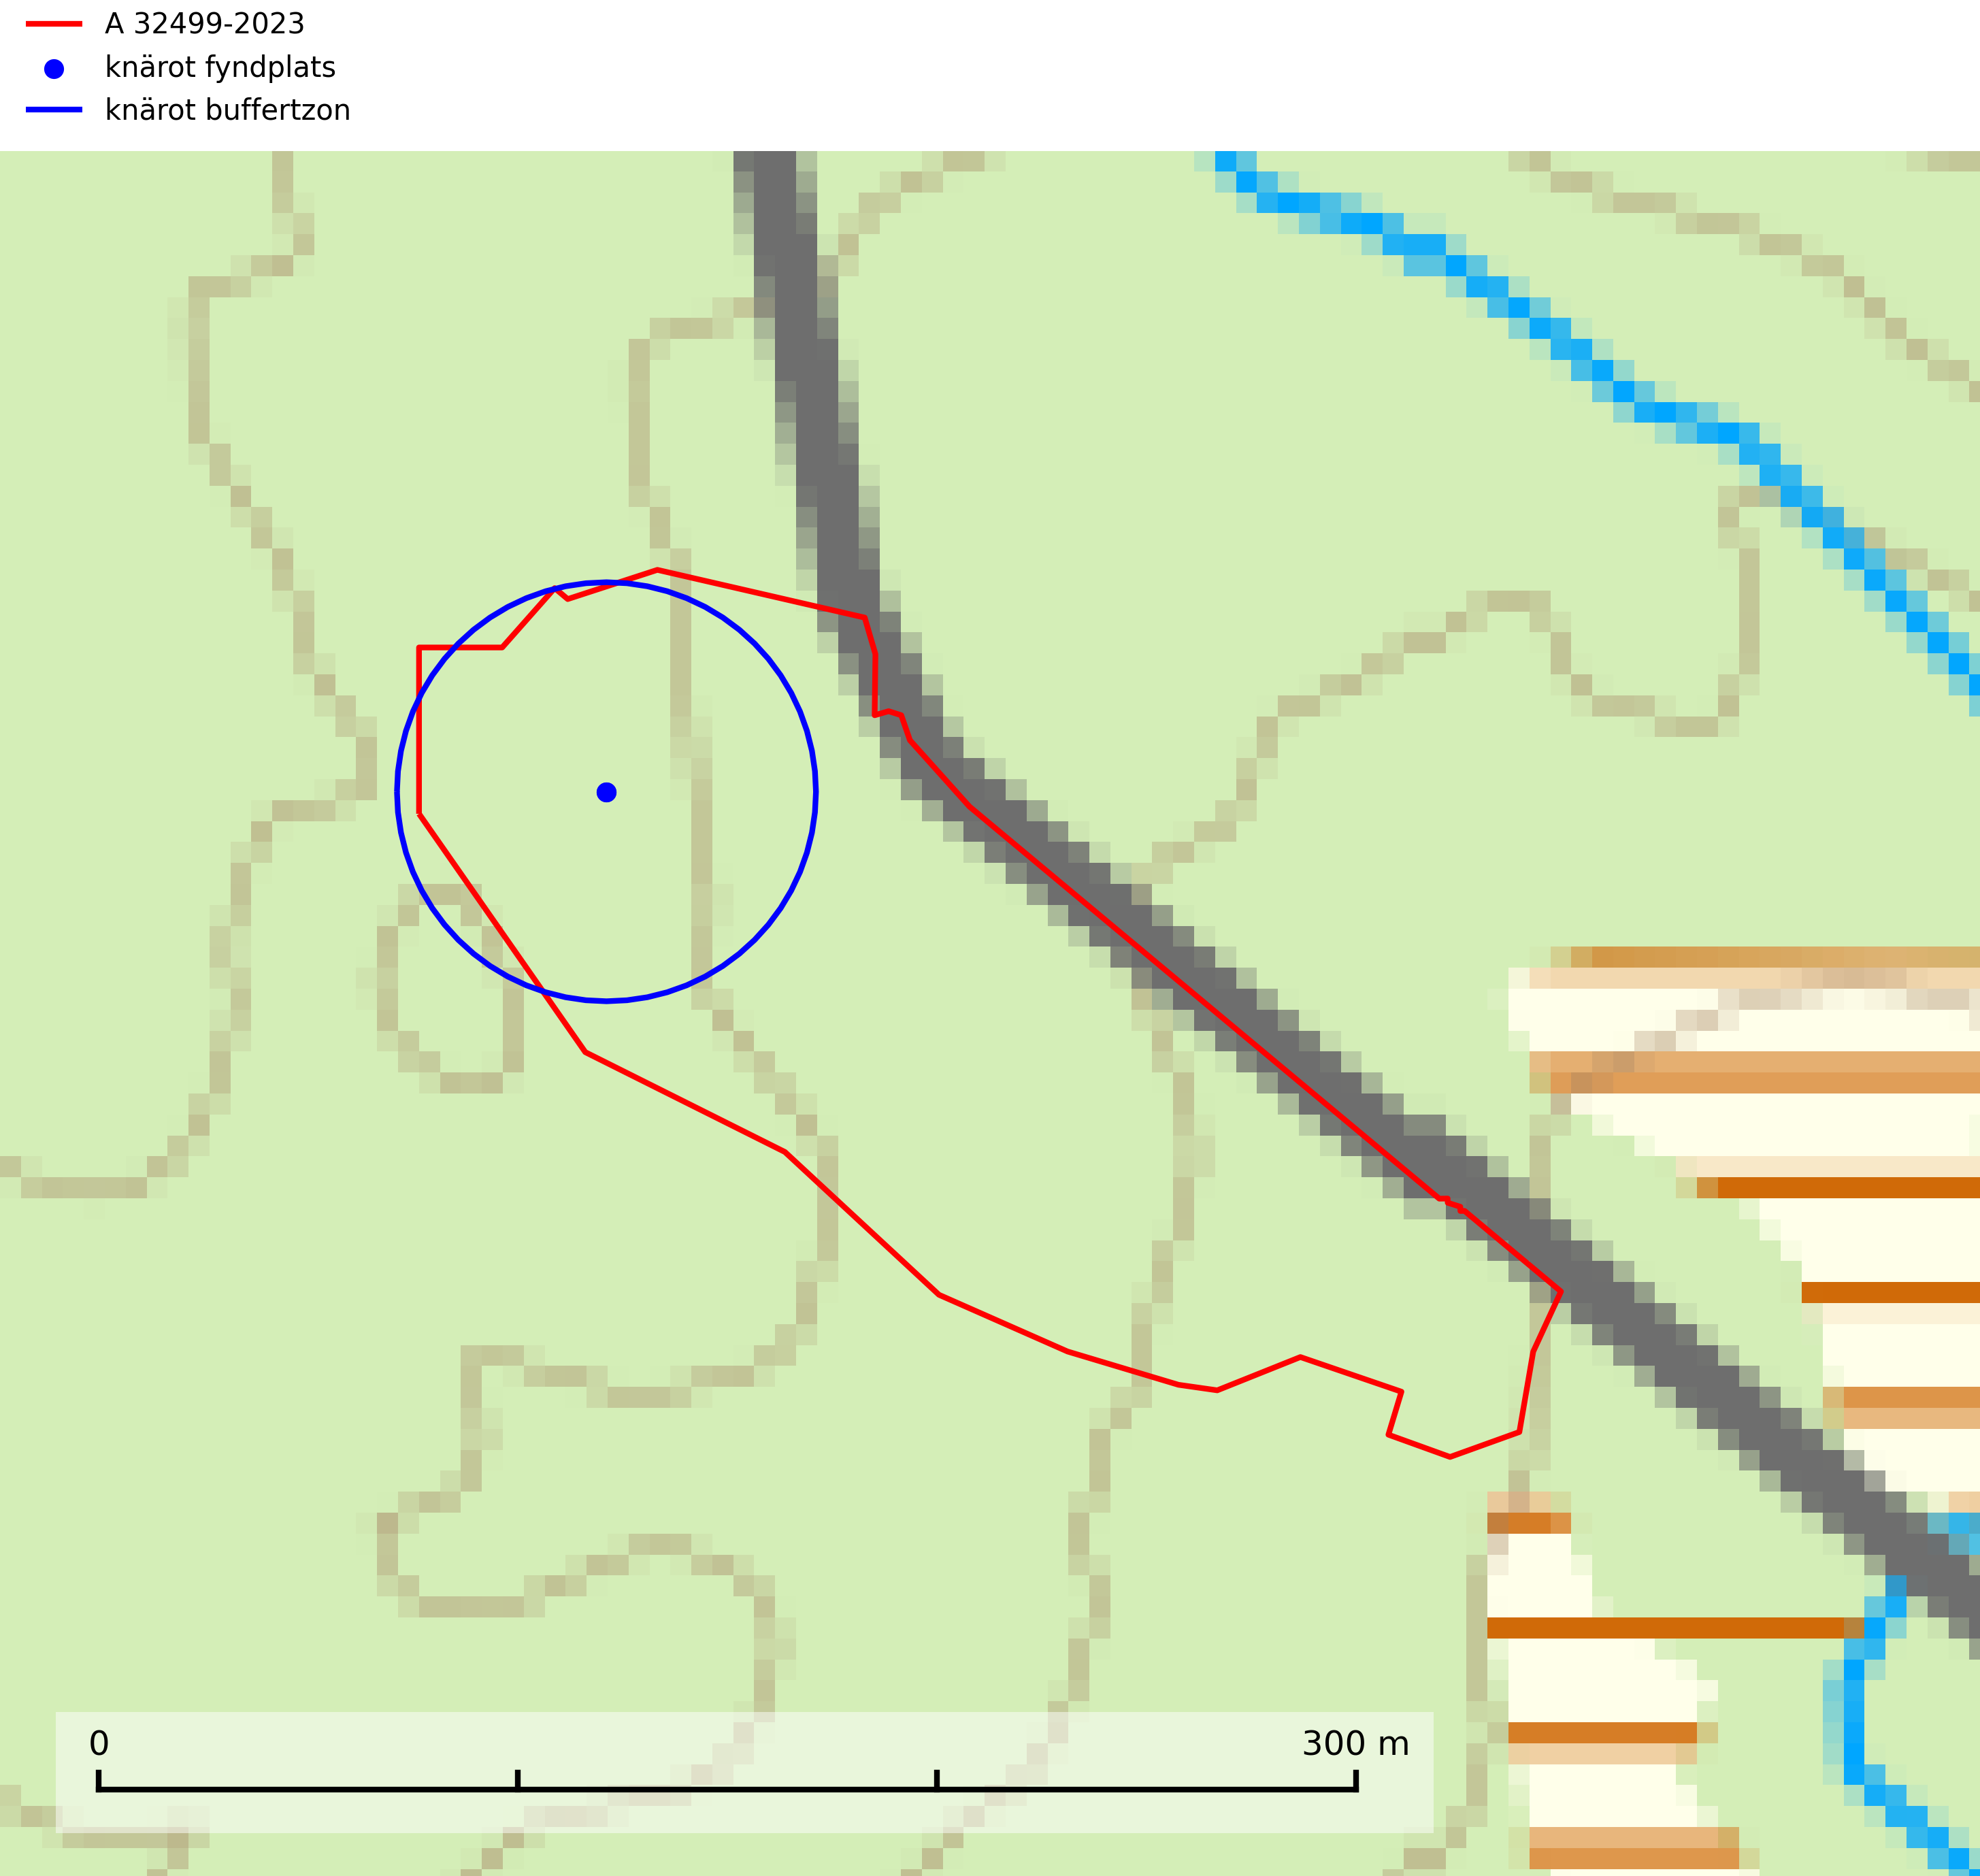 A 32499-2023
knärot fyndplats
knärot buffertzon
0 300 m